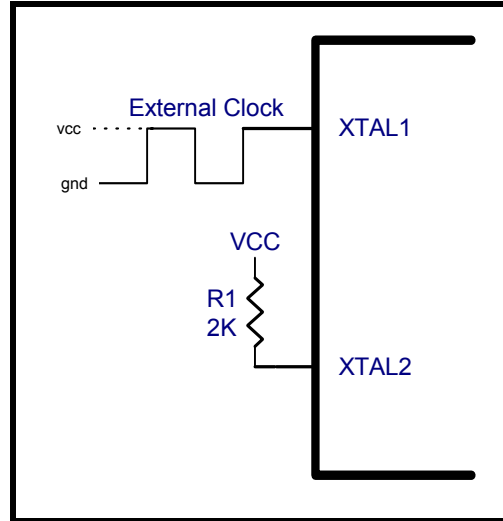 External Clock
vcc
XTAL1
gnd
VCC
R1
2K
XTAL2